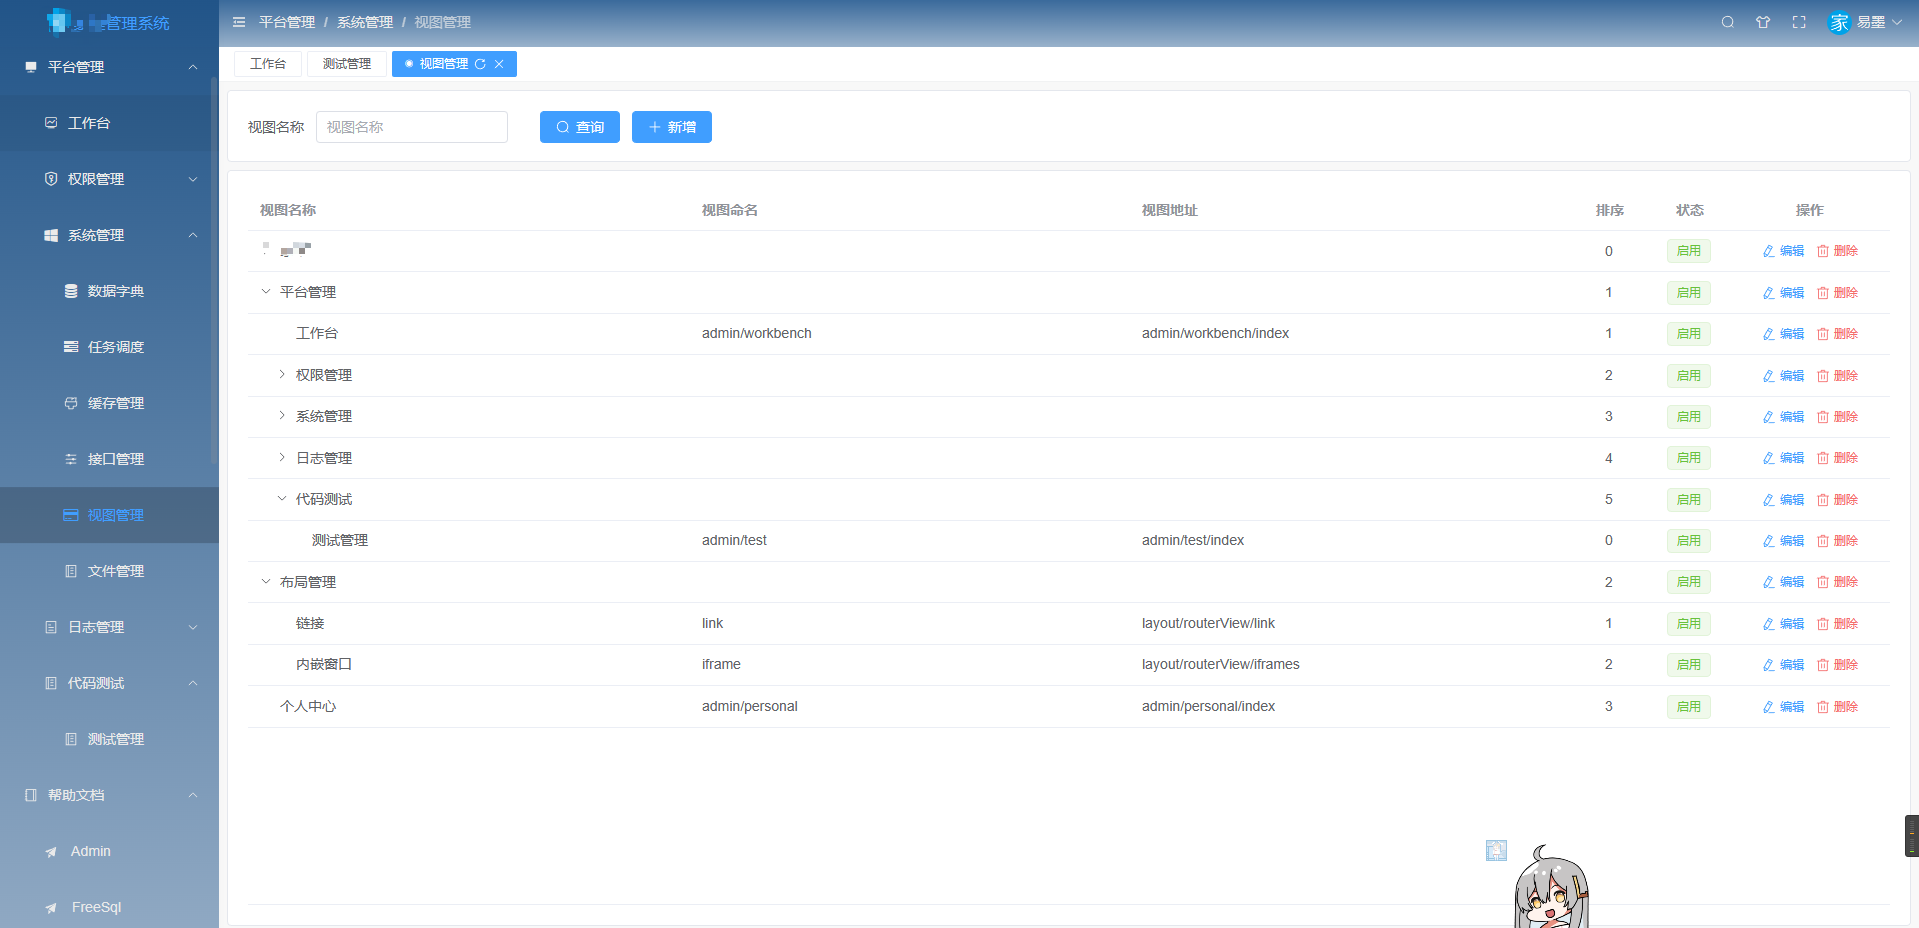 管理系统
平台管理
工作台
权限管理
系统管理
数据字典
任务调度
缓存管理
接口管理
视图管理
文件管理
日志管理
代码测试
测试管理
帮助文档
Admin
FreeSql
平台管理 / 系统管理 / 视图管理
家 易墨
工作台 测试管理 视图管理
视图名称 视图名称 查询 新增
视图名称 视图命名 视图地址 排序 状态 操作
0 启用 编辑 删除
平台管理 1 启用 编辑 删除
工作台 admin/workbench admin/workbench/index 1 启用 编辑 删除
权限管理 2 启用 编辑 删除
系统管理 3 启用 编辑 删除
日志管理 4 启用 编辑 删除
代码测试 5 启用 编辑 删除
测试管理 admin/test admin/test/index 0 启用 编辑 删除
布局管理 2 启用 编辑 删除
链接 link layout/routerView/link 1 启用 编辑 删除
内嵌窗口 iframe layout/routerView/iframes 2 启用 编辑 删除
个人中心 admin/personal admin/personal/index 3 启用 编辑 删除